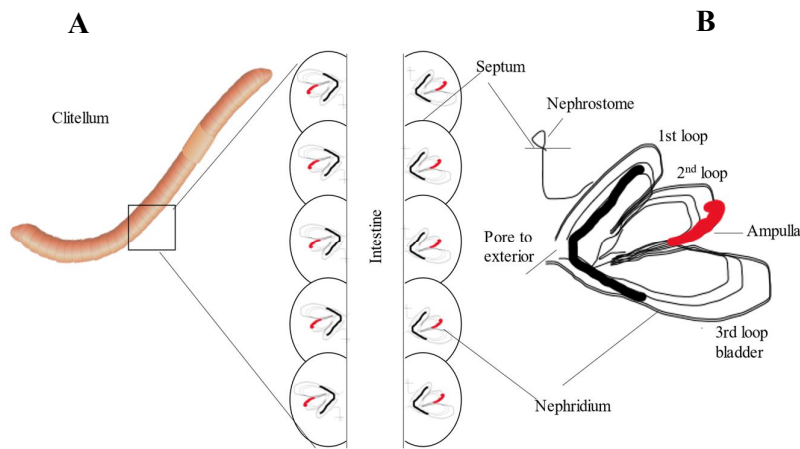 A
B
Clitellum
Septum
Nephrostome
1st loop
2nd loop
Ampulla
Pore to
exterior
Intestine
3rd loop
bladder
Nephridium